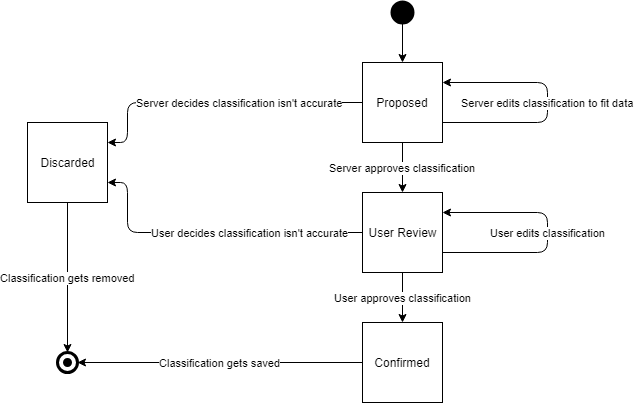 Proposed
Server decides classification isn't accurate
Server edits classification to fit data
Discarded
Server approves classification
User Review
User decides classification isn't accurate
User edits classification
Classification gets removed
User approves classification
Confirmed
Classification gets saved